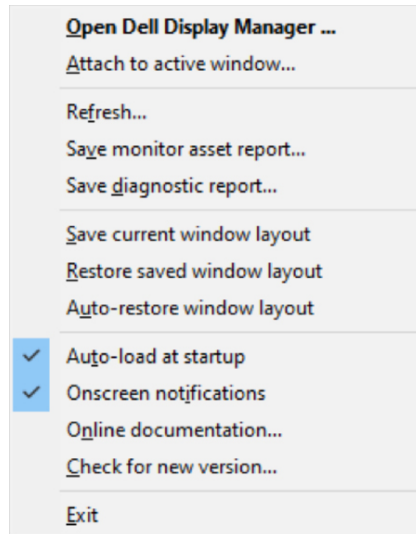 Open Dell Display Manager ...
Attach to active window...
Refresh...
Save monitor asset report...
Save diagnostic report...
Save current window layout
Restore saved window layout
Auto-restore window layout
Auto-load at startup
Onscreen notifications
Online documentation...
Check for new version...
Exit